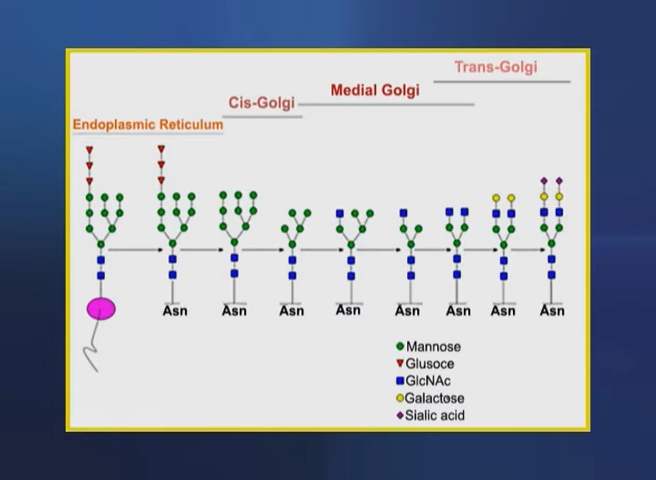 Trans-Golgi
Medial Golgi
Cis-Golgi
Endoplasmic Reticulum
Asn Asn Asn Asn Asn Asn Asn Asn
Mannose
Glusoce
GlcNAc
Galactose
Sialic acid